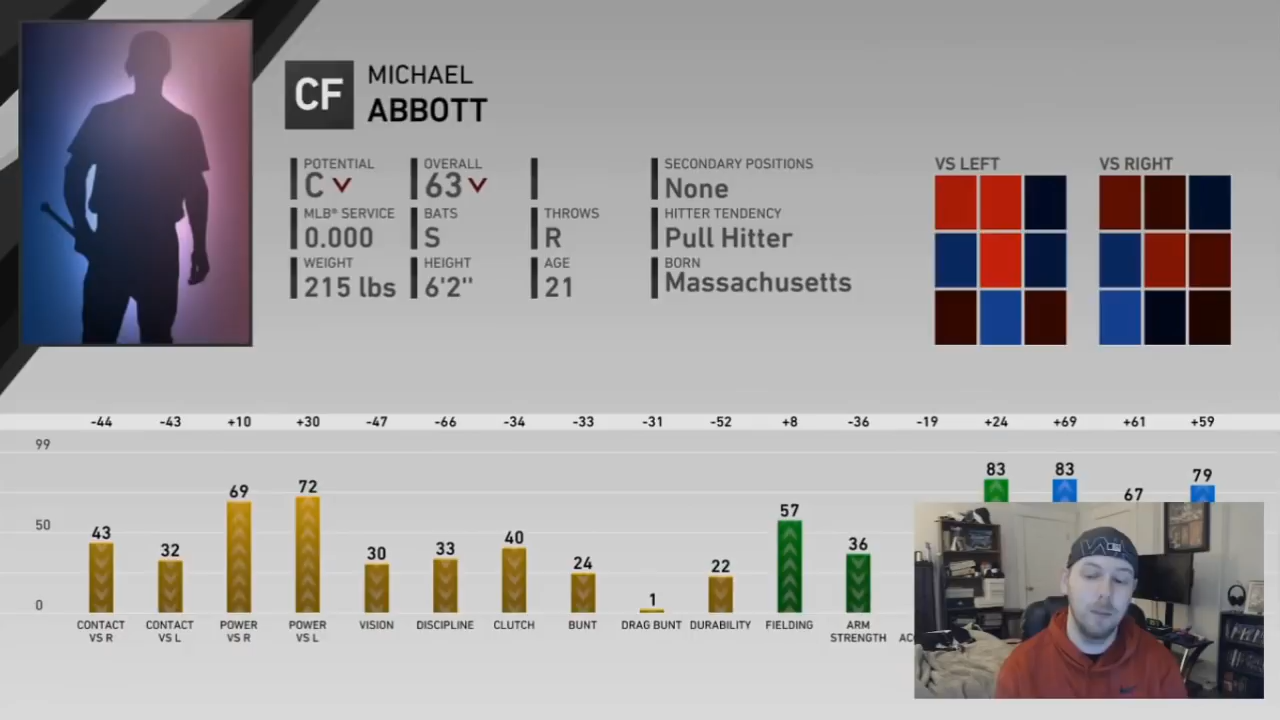 CF
MICHAEL
ABBOTT
POTENTIAL OVERALL SECONDARY POSITIONS
C 63 None
MLB® SERVICE BATS THROWS HITTER TENDENCY
0.000 S R Pull Hitter
WEIGHT HEIGHT AGE BORN
215 lbs 6'2" 21 Massachusetts
VS LEFT VS RIGHT
-44 -43 +10 +30 -47 -66 -34 -33 -31 -52 +8 -36 -19 +24 +69 +61 +59
99
50
0
43 32 69 72 30 33 40 24 1 22 57 36 83 83 67 79
CONTACT VISION DISCIPLINE CLUTCH BUNT DRAG BUNT DURABILITY FIELDING ARM
VS R
CONTACT
VS L
POWER
VS R
POWER
VS L
STRENGTH